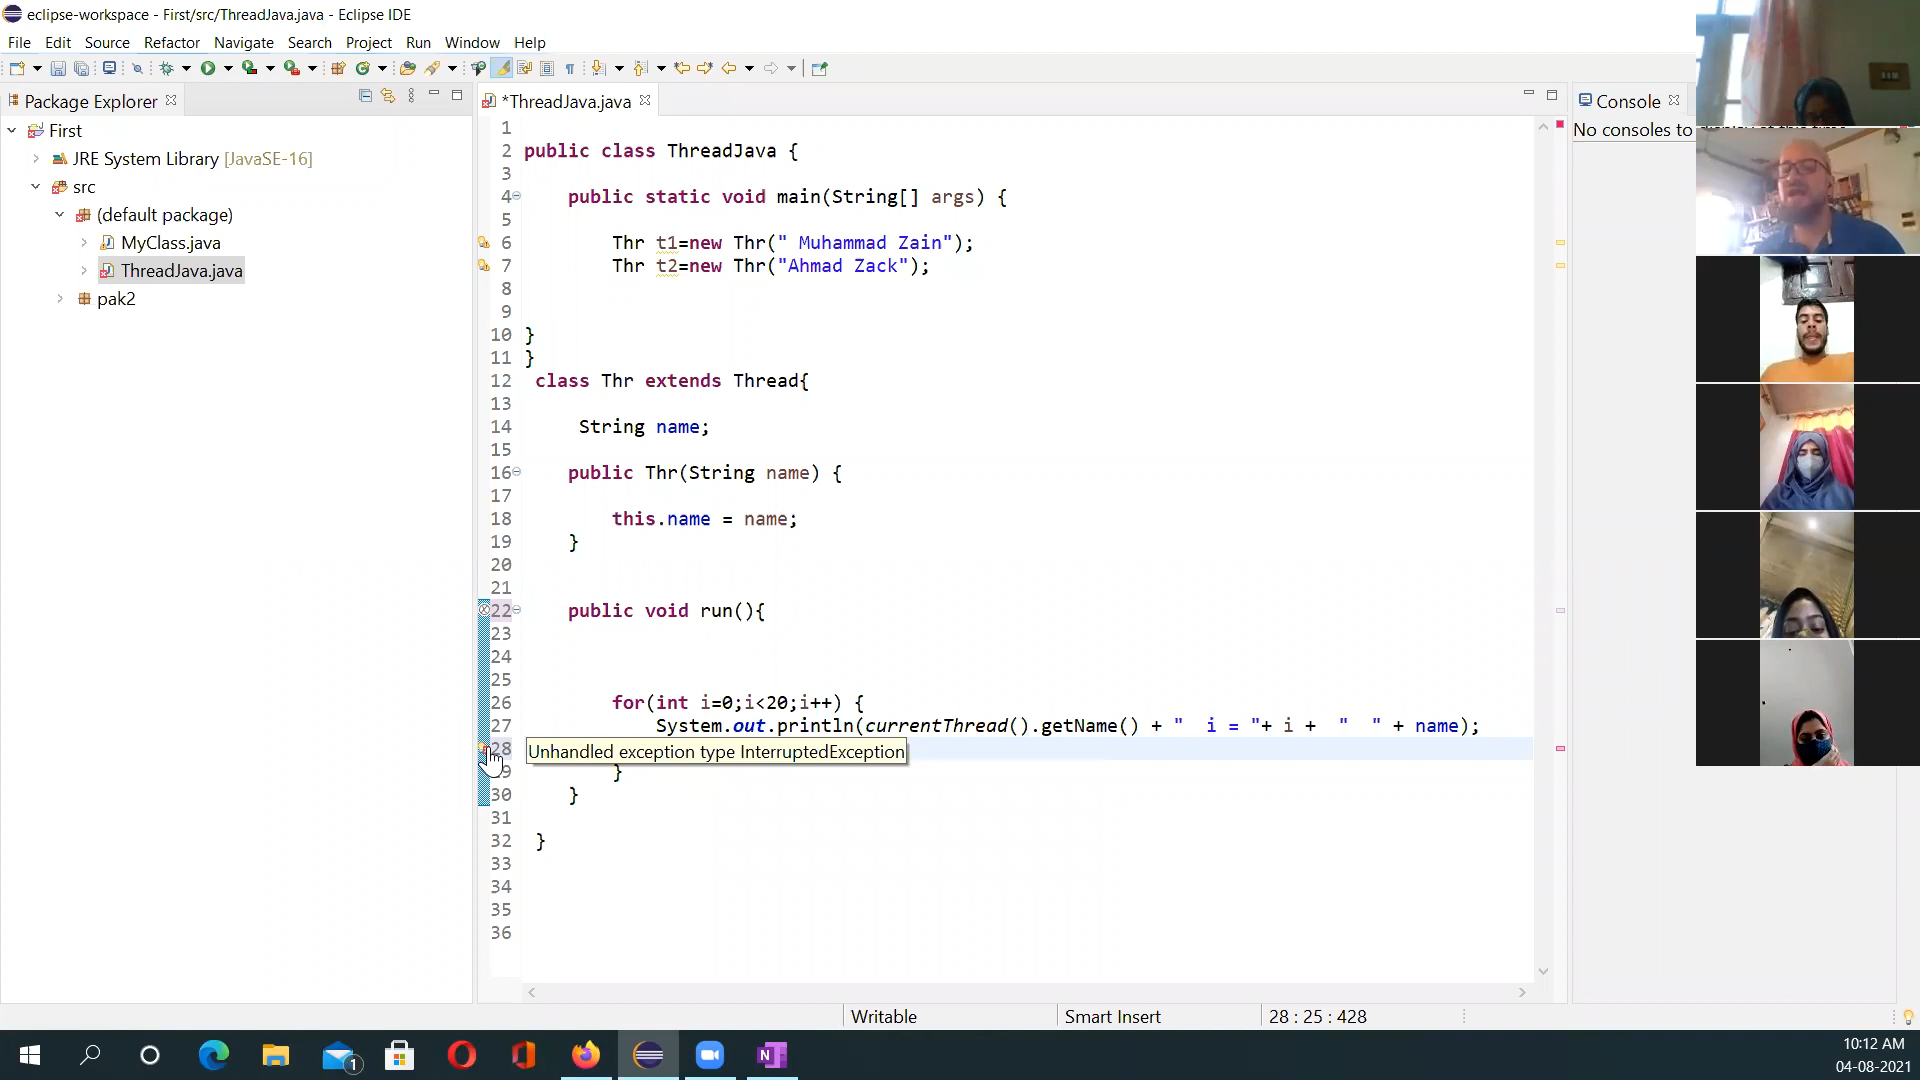 eclipse-workspace - First/src/ThreadJava.java - Eclipse IDE
File Edit Source Refactor Navigate Search Project Run Window Help
Package Explorer
*ThreadJava.java
Console
First
JRE System Library [JavaSE-16]
src
(default package)
MyClass.java
ThreadJava.java
pak2
No consoles to
1
2 public class ThreadJava {
3
4 public static void main(String[] args) {
5
6 Thr t1=new Thr(" Muhammad Zain");
7 Thr t2=new Thr("Ahmad Zack");
8
9
10 }
11 }
12 class Thr extends Thread{
13
14 String name;
15
16 public Thr(String name) {
17
18 this.name = name;
19 }
20
21
22 public void run(){
23
24
25
26 for(int i=0;i<20;i++) {
27 System.out.println(currentThread().getName() + "  i = "+ i +  "  " + name);
28 Unhandled exception type InterruptedException
9 }
30 }
31
32 }
33
34
35
36
Writable
Smart Insert
28 : 25 : 428
1
N
10:12 AM
04-08-2021